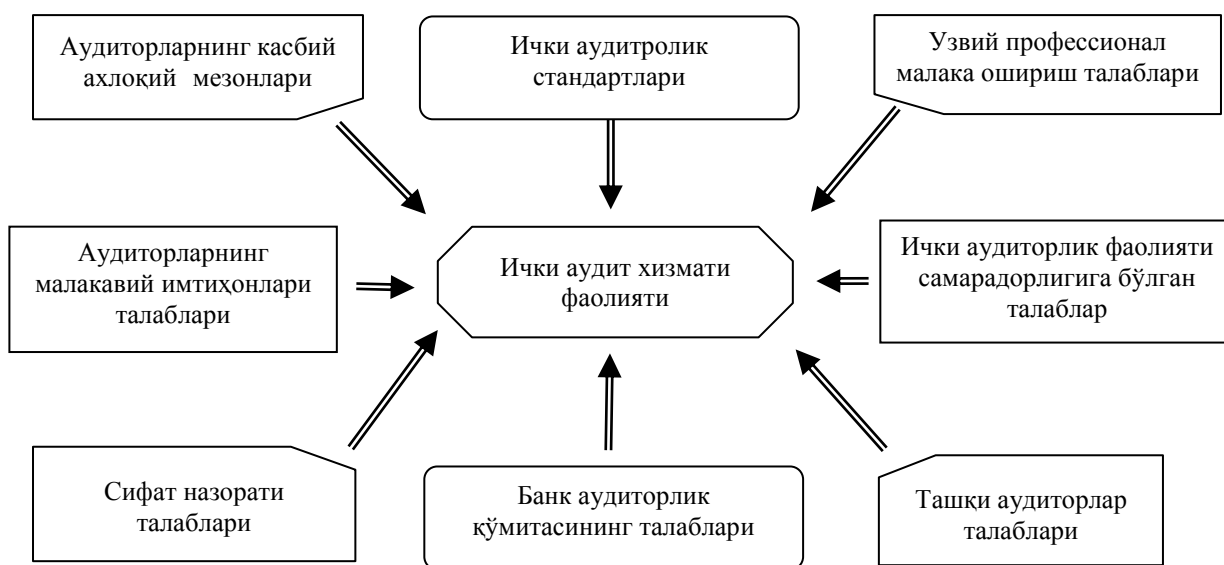 Аудиторларнинг касбий
ахлоқий мезонлари
Ички аудитролик
стандартлари
Узвий профессионал
малака ошириш талаблари
Аудиторларнинг
малакавий имтиҳонлари
талаблари
Ички аудит хизмати
фаолияти
Ички аудиторлик фаолияти
самарадорлигига бўлган
талаблар
Сифат назорати
талаблари
Банк аудиторлик
қўмитасининг талаблари
Ташқи аудиторлар
талаблари